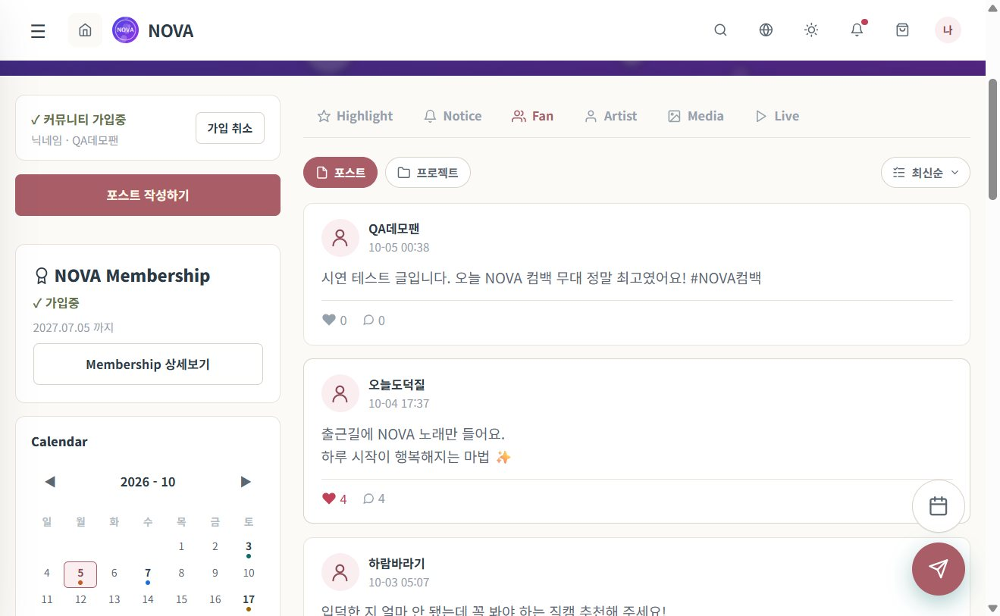 NOVA
NOVA
나
✓ 커뮤니티 가입중
닉네임 · QA데모팬
가입 취소
포스트 작성하기
NOVA Membership
✓ 가입중
2027.07.05 까지
Membership 상세보기
Calendar
◀ 2026 - 10 ▶
일 월 화 수 목 금 토
1 2 3
4 5 6 7 8 9 10
11 12 13 14 15 16 17
Highlight Notice Fan Artist Media Live
포스트 프로젝트 최신순
QA데모팬
10-05 00:38
시연 테스트 글입니다. 오늘 NOVA 컴백 무대 정말 최고였어요! #NOVA컴백
0 0
오늘도덕질
10-04 17:37
출근길에 NOVA 노래만 들어요.
하루 시작이 행복해지는 마법 ✨
4 4
하람바라기
10-03 05:07
입덕한 지 얼마 안 됐는데 꼭 봐야 하는 직캠 추천해 주세요!